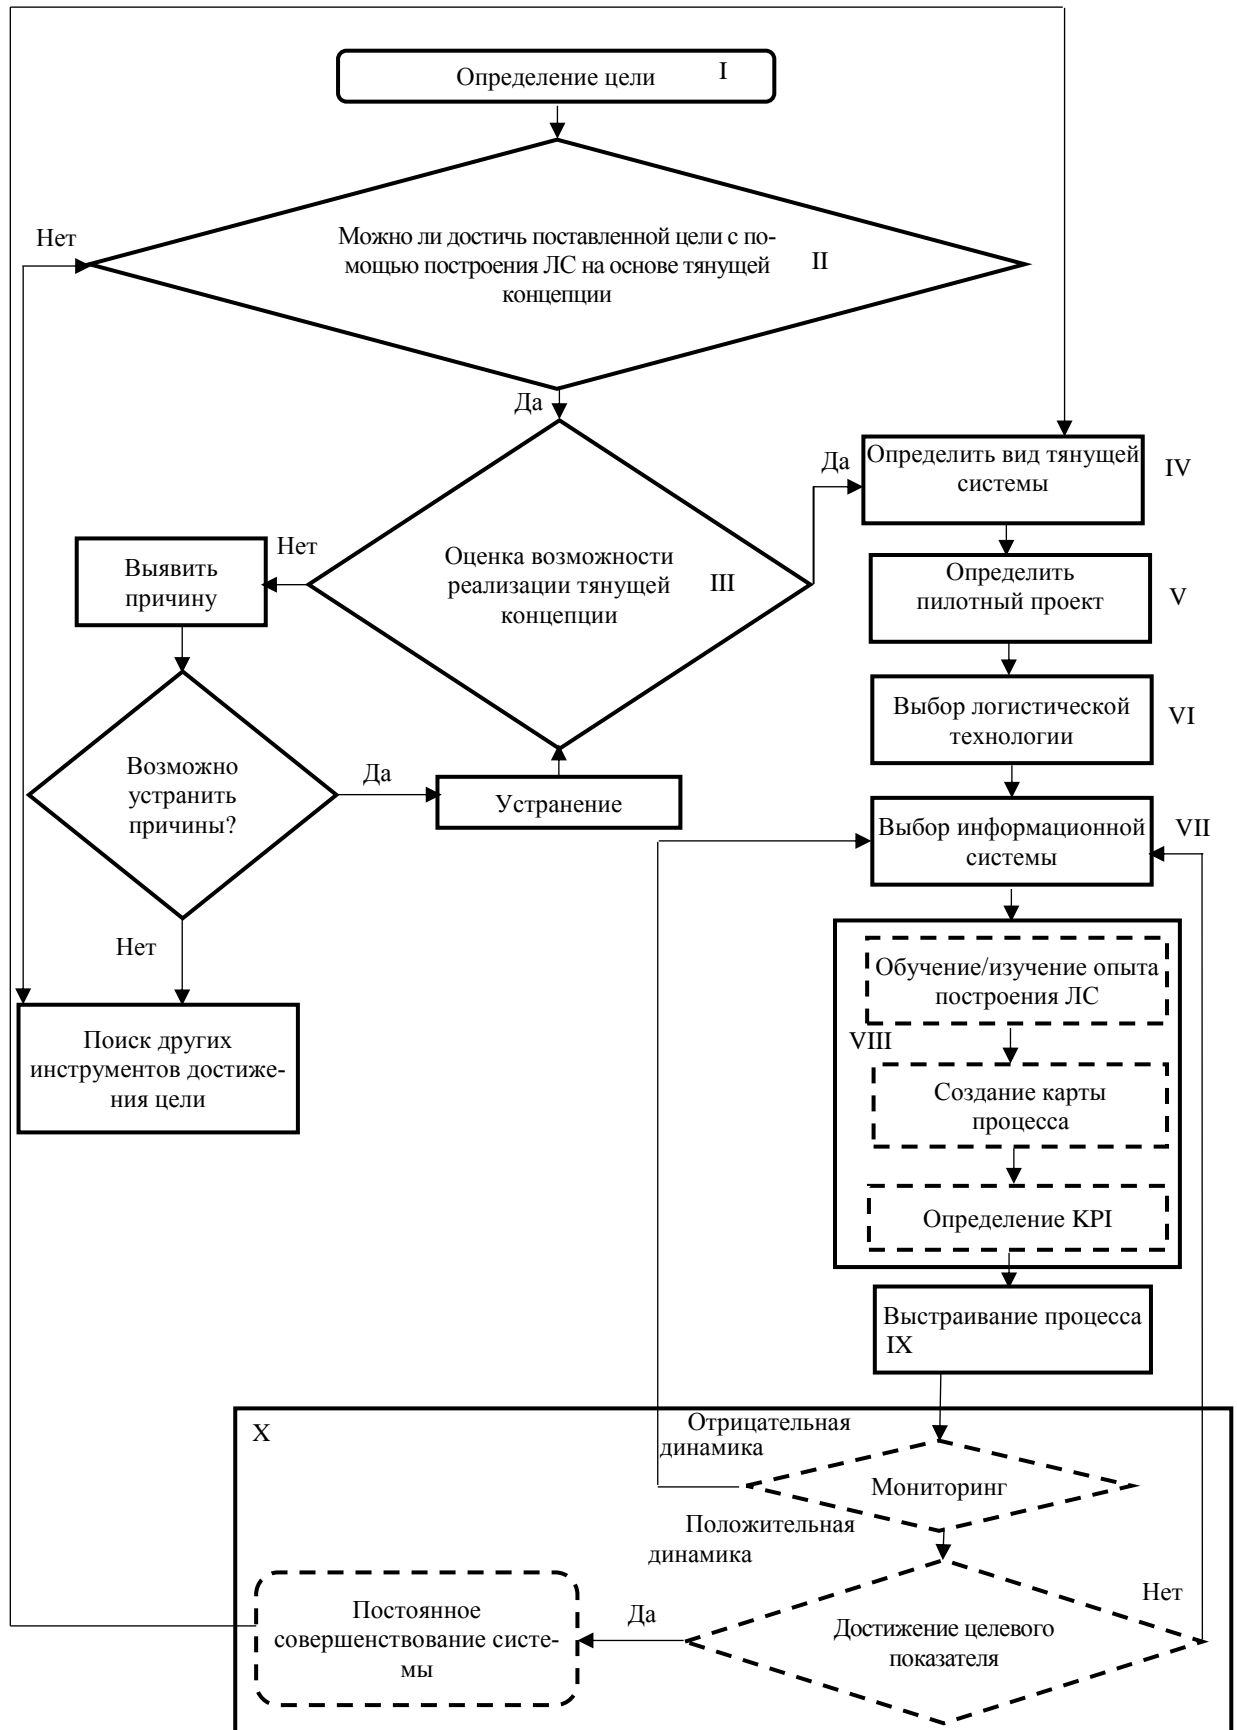 Определение цели I
Нет
Можно ли достичь поставленной цели с по-
мощью построения ЛС на основе тянущей II
концепции
Да
Да
Определить вид тянущей IV
системы
Нет
Выявить
причину
Оценка возможности
реализации тянущей III
концепции
Определить
пилотный проект V
Выбор логистической VI
технологии
Возможно
устранить
причины?
Да
Устранение
Выбор информационной VII
системы
Нет
Обучение/изучение опыта
построения ЛС
VIII
Поиск других
инструментов достиже-
ния цели
Создание карты
процесса
Определение KPI
Выстраивание процесса
IX
X
Отрицательная
динамика
Мониторинг
Положительная
динамика
Нет
Да
Постоянное
совершенствование систе-
мы
Достижение целевого
показателя